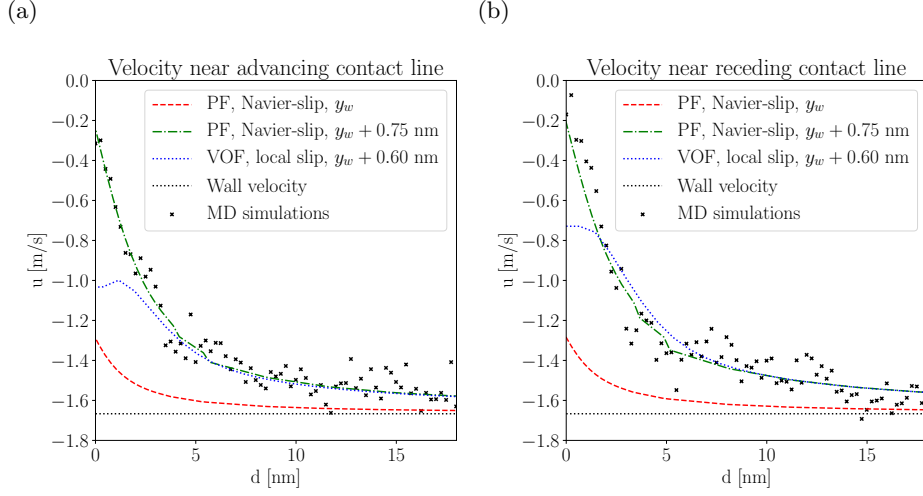 (a)
Velocity near advancing contact line
PF, Navier-slip, y_w
PF, Navier-slip, y_w + 0.75 nm
VOF, local slip, y_w + 0.60 nm
Wall velocity
MD simulations
0.0
−0.2
−0.4
−0.6
−0.8
−1.0
−1.2
−1.4
−1.6
−1.8
u [m/s]
0 5 10 15
d [nm]
(b)
Velocity near receding contact line
PF, Navier-slip, y_w
PF, Navier-slip, y_w + 0.75 nm
VOF, local slip, y_w + 0.60 nm
Wall velocity
MD simulations
0.0
−0.2
−0.4
−0.6
−0.8
−1.0
−1.2
−1.4
−1.6
−1.8
u [m/s]
0 5 10 15
d [nm]